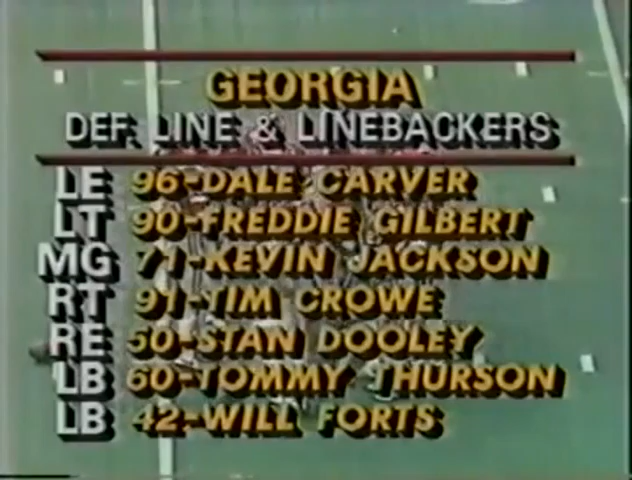 GEORGIA
DEF. LINE & LINEBACKERS
LE 96-DALE CARVER
LT 90-FREDDIE GILBERT
MG 71-KEVIN JACKSON
RT 91-TIM CROWE
RE 50-STAN DOOLEY
LB 60-TOMMY THURSON
LB 42-WILL FORTS